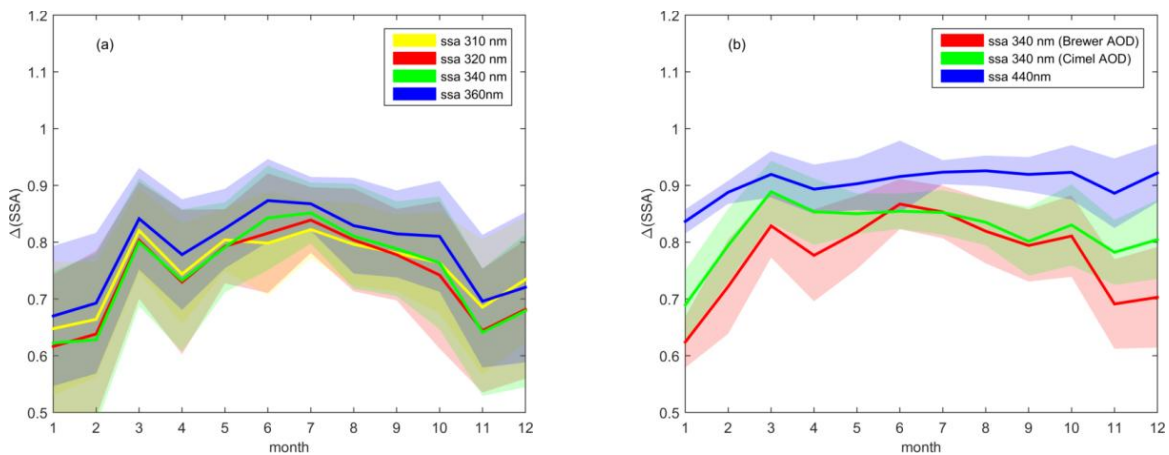 (a)
ssa 310 nm
ssa 320 nm
ssa 340 nm
ssa 360nm
1.2
1.1
1
0.9
0.8
0.7
0.6
0.5
Δ(SSA)
1 2 3 4 5 6 7 8 9 10 11 12
month
(b)
ssa 340 nm (Brewer AOD)
ssa 340 nm (Cimel AOD)
ssa 440nm
1.2
1.1
1
0.9
0.8
0.7
0.6
0.5
Δ(SSA)
1 2 3 4 5 6 7 8 9 10 11 12
month